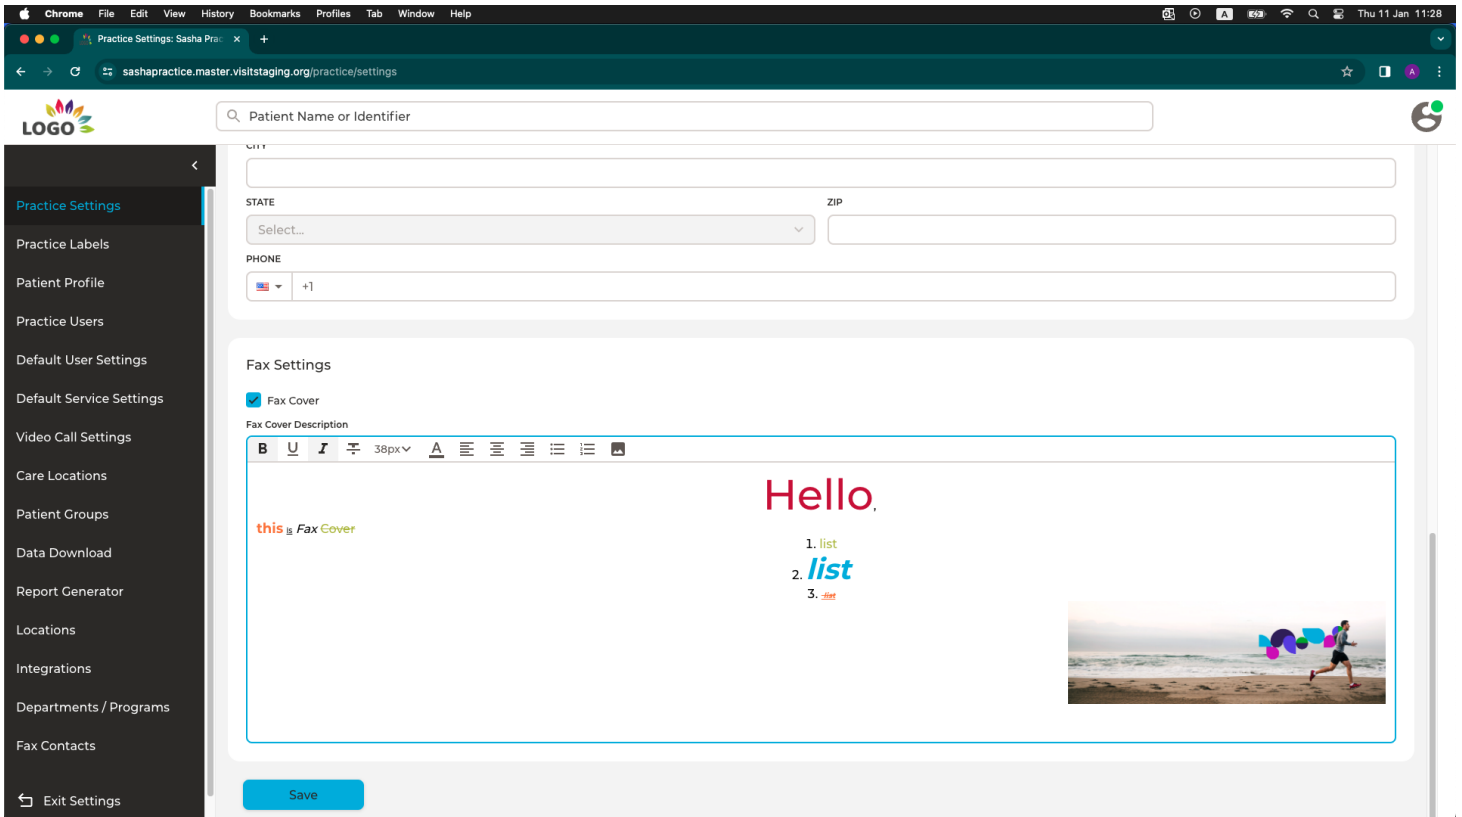 Chrome File Edit View History Bookmarks Profiles Tab Window Help A Thu 11 Jan 11:28
Practice Settings: Sasha Prac
sashapractice.master.visitstaging.org/practice/settings A
LOGO
Patient Name or Identifier
CITY
Practice Settings
Practice Labels
Patient Profile
Practice Users
Default User Settings
Default Service Settings
Video Call Settings
Care Locations
Patient Groups
Data Download
Report Generator
Locations
Integrations
Departments / Programs
Fax Contacts
Exit Settings
STATE ZIP
Select...
PHONE
+1
Fax Settings
Fax Cover
Fax Cover Description
B U I T 38px A
Hello,
this is Fax Cover
1. list
2. list
3. list
Save